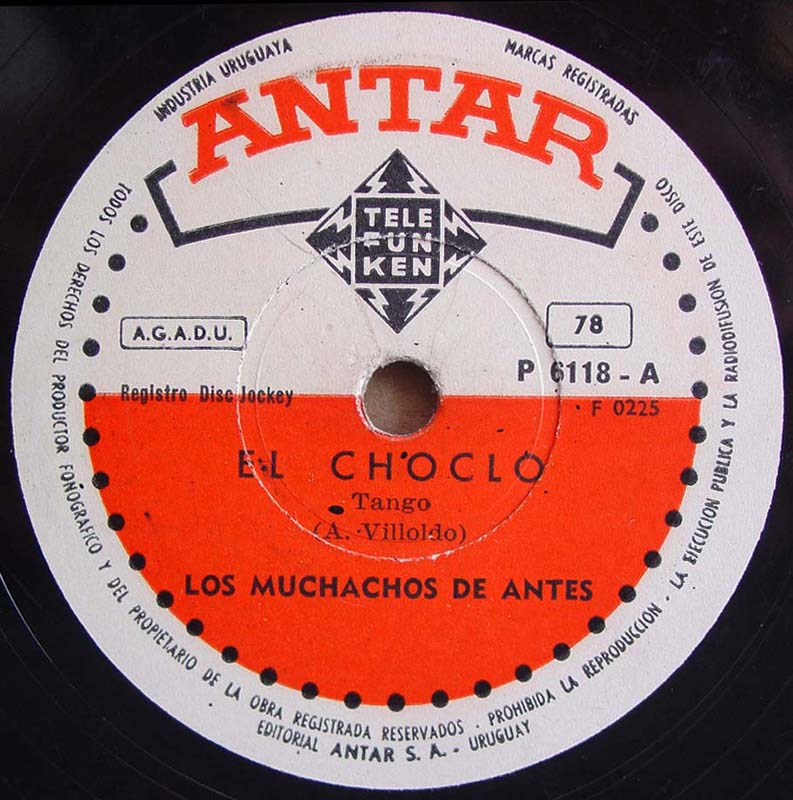 INDUSTRIA URUGUAYA
MARCAS REGISTRADAS
ANTAR
TELE
FUN
KEN
A.G.A.D.U.
78
P 6118 - A
Registro Disc Jockey
F 0225
EL CHOCLO
Tango
(A. Villoldo)
LOS MUCHACHOS DE ANTES
TODOS LOS DERECHOS DEL PRODUCTOR FONOGRAFICO Y DEL PROPIETARIO DE LA OBRA REGISTRADA RESERVADOS - PROHIBIDA LA REPRODUCCION - LA EJECUCION PUBLICA Y LA RADIODIFUSION DE ESTE DISCO
EDITORIAL ANTAR S. A. - URUGUAY